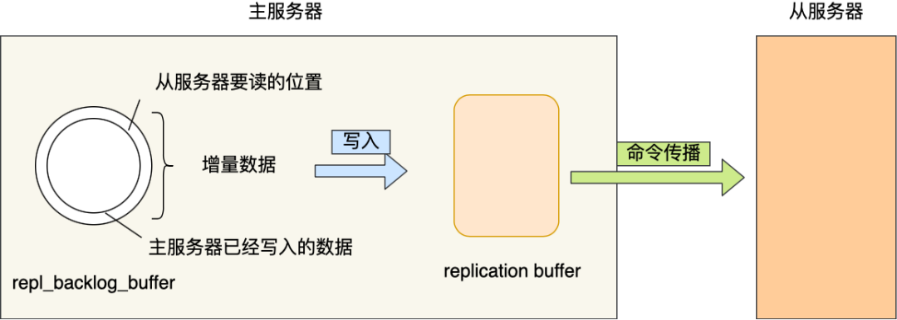 主服务器
从服务器
从服务器要读的位置
写入
命令传播
增量数据
主服务器已经写入的数据
replication buffer
repl_backlog_buffer